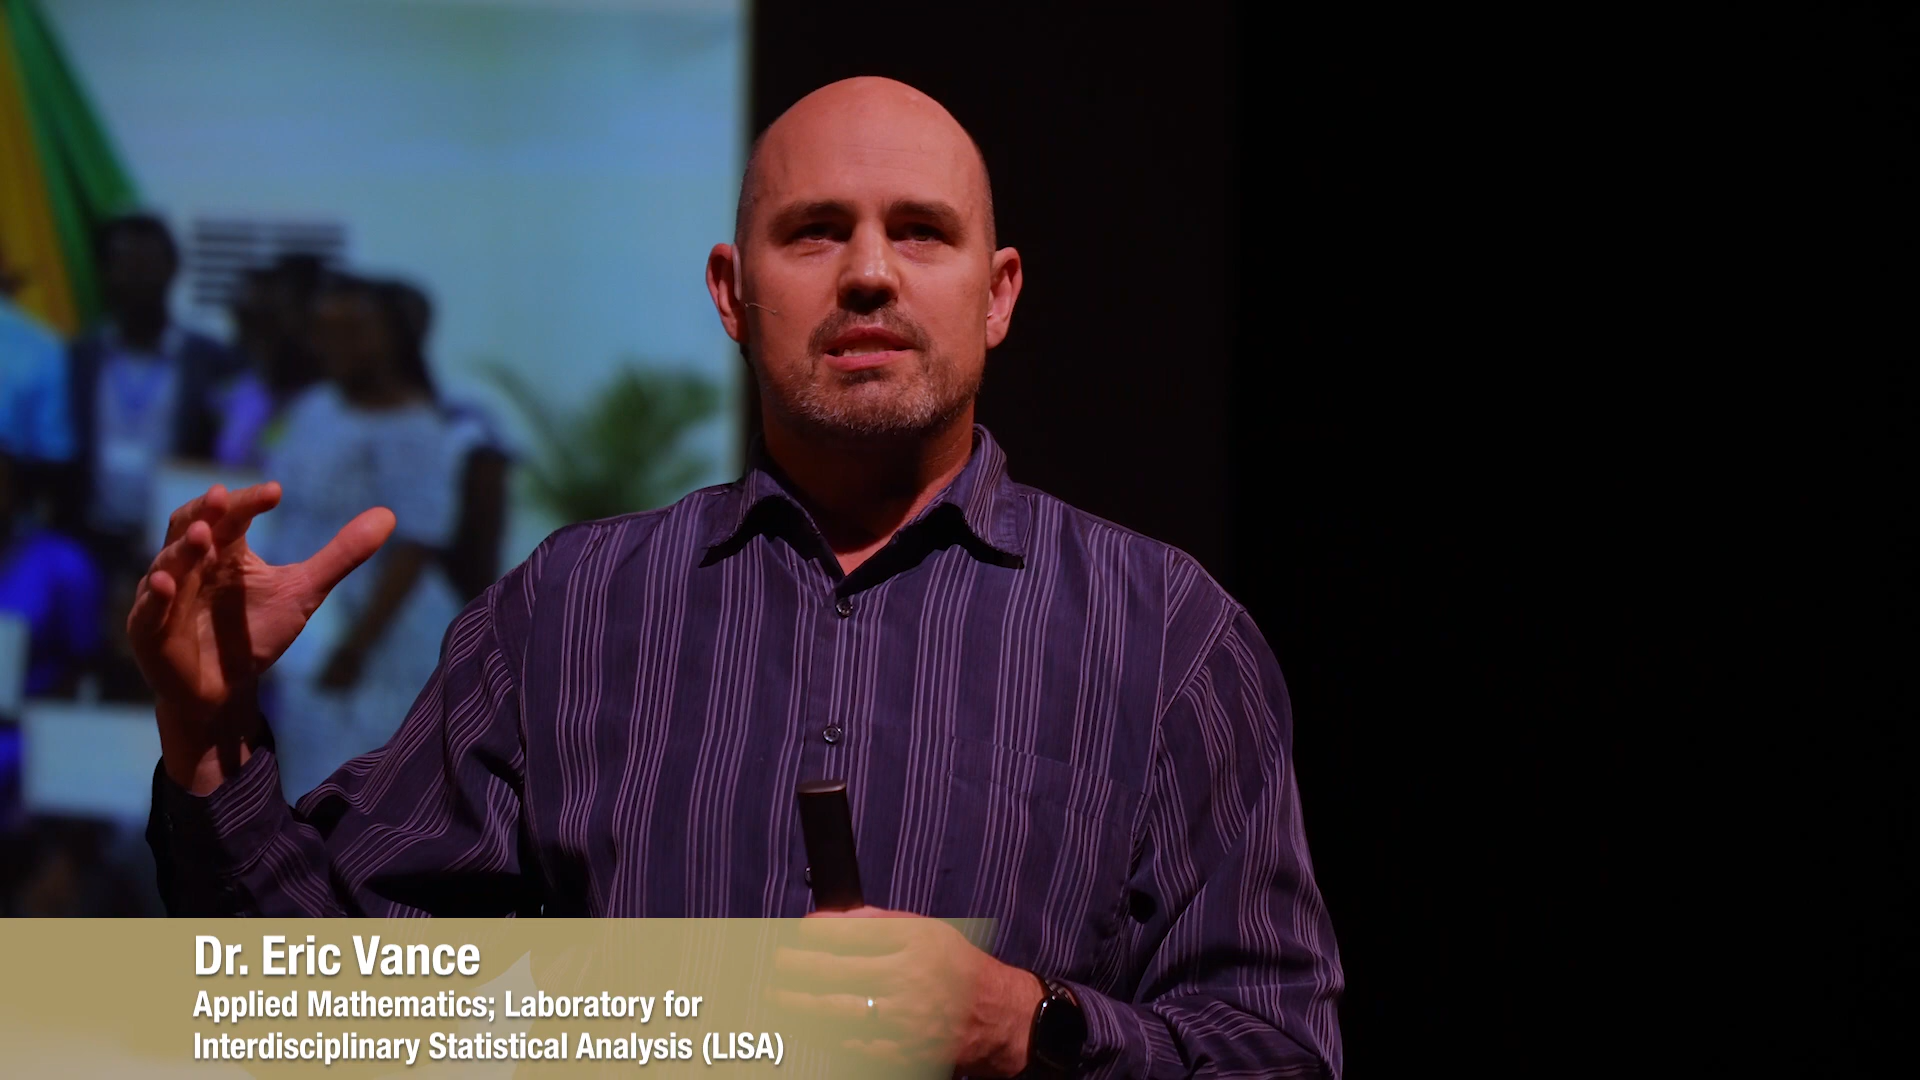 Dr. Eric Vance
Applied Mathematics; Laboratory for
Interdisciplinary Statistical Analysis (LISA)